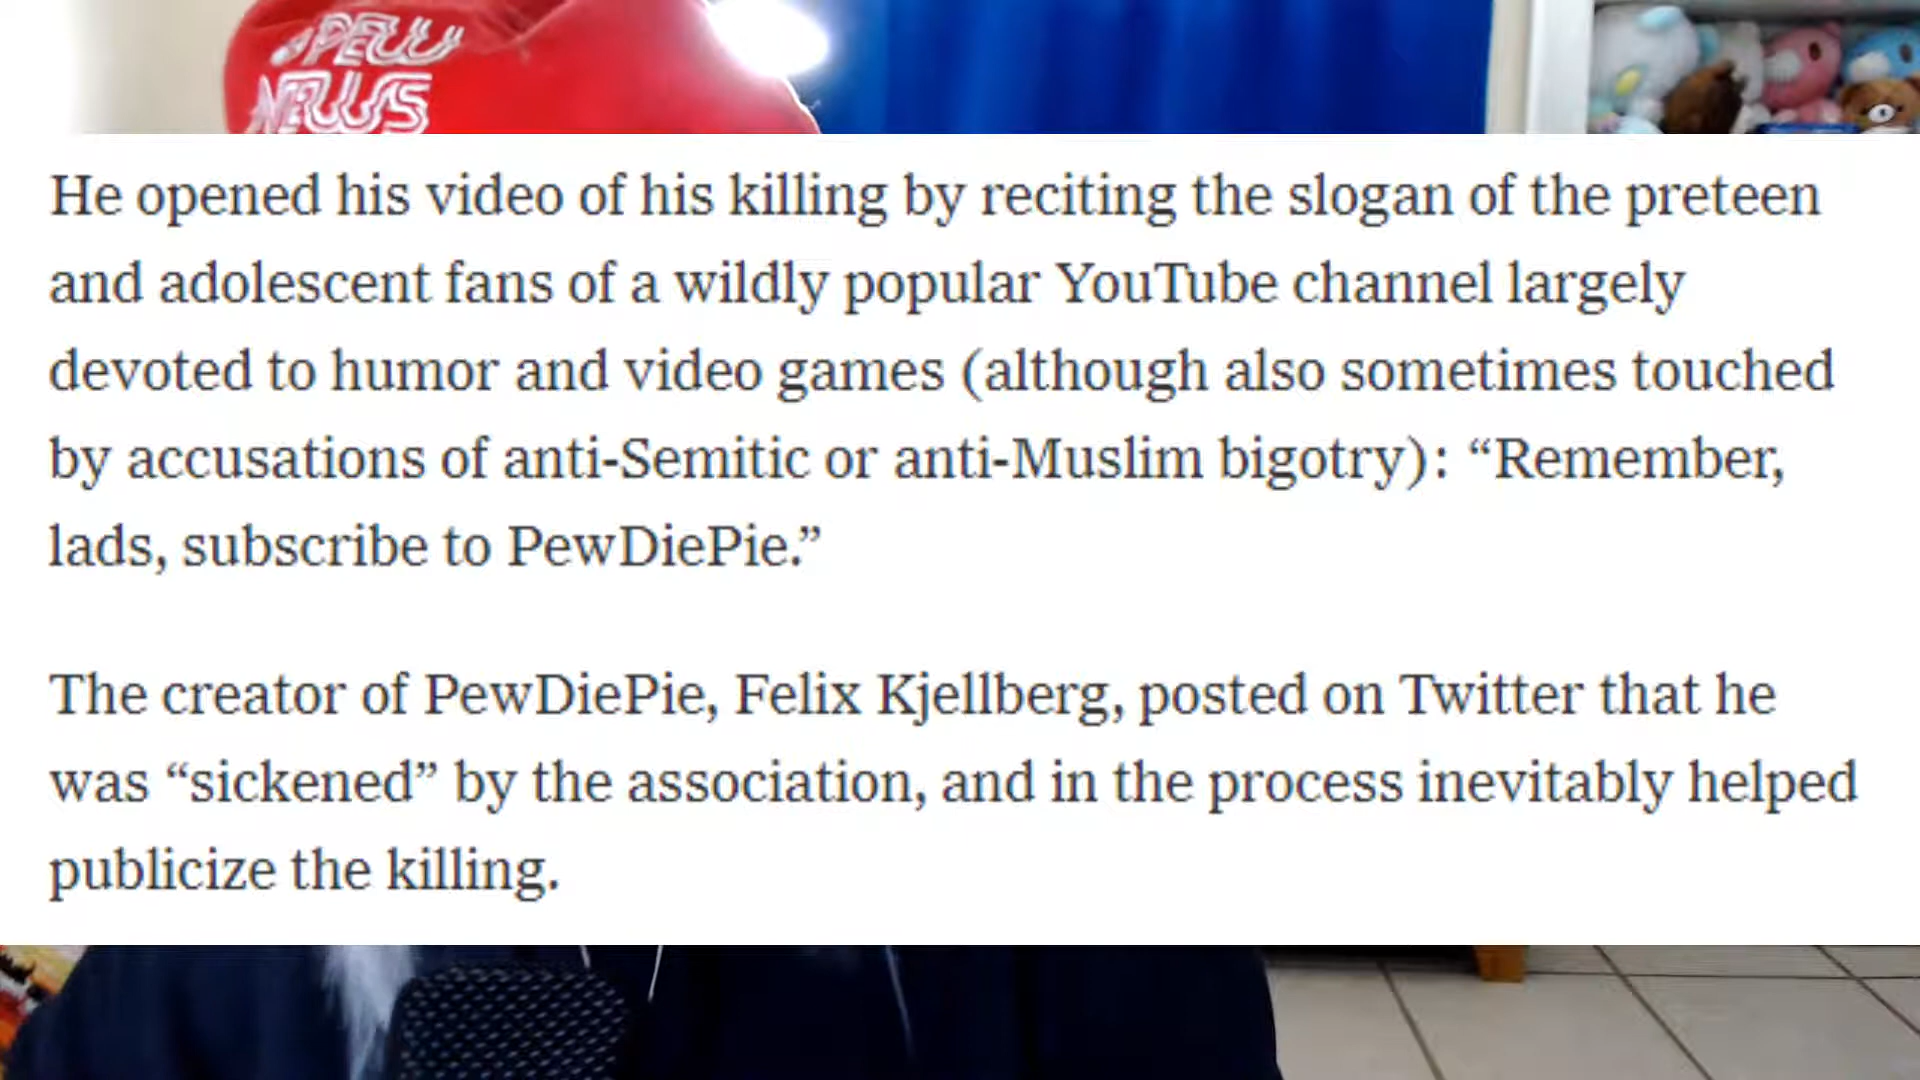 PEW
NEWS
He opened his video of his killing by reciting the slogan of the preteen
and adolescent fans of a wildly popular YouTube channel largely
devoted to humor and video games (although also sometimes touched
by accusations of anti-Semitic or anti-Muslim bigotry): “Remember,
lads, subscribe to PewDiePie.”
The creator of PewDiePie, Felix Kjellberg, posted on Twitter that he
was “sickened” by the association, and in the process inevitably helped
publicize the killing.